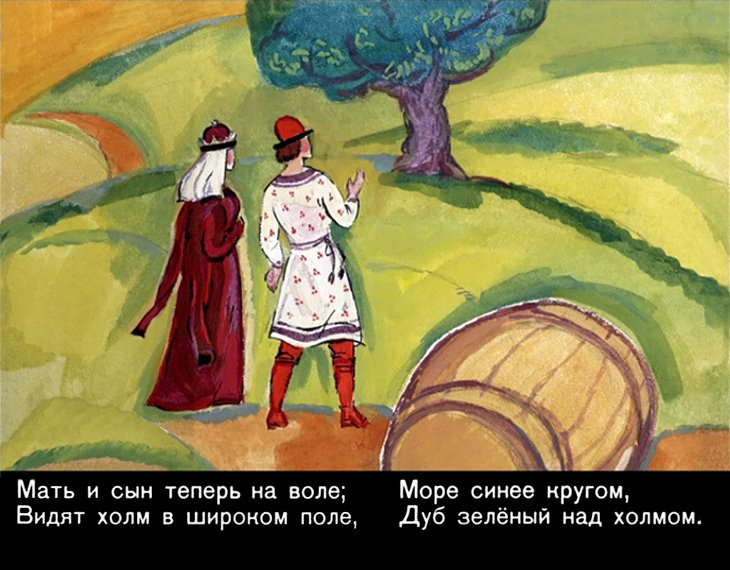 Мать и сын теперь на воле;
Видят холм в широком поле,
Море синее кругом,
Дуб зелёный над холмом.